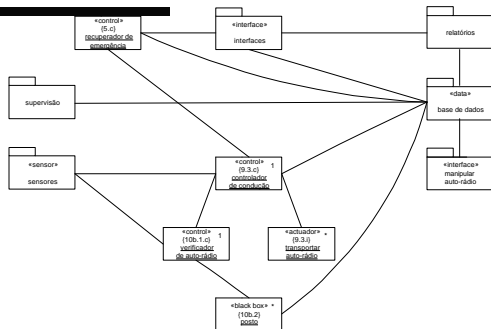 «control»
(5.c)
recuperador de
emergência
«interface»
interfaces
relatórios
supervisão
«data»
base de dados
«sensor»
sensores
«control»
(9.3.c)
controlador
de condução
1
«interface»
manipular
auto-rádio
«control»
(10b.1.c)
verificador
de auto-rádio
1
«actuador»
(9.3.i)
transportar
auto-rádio
*
«black box»
(10b.2)
posto
*